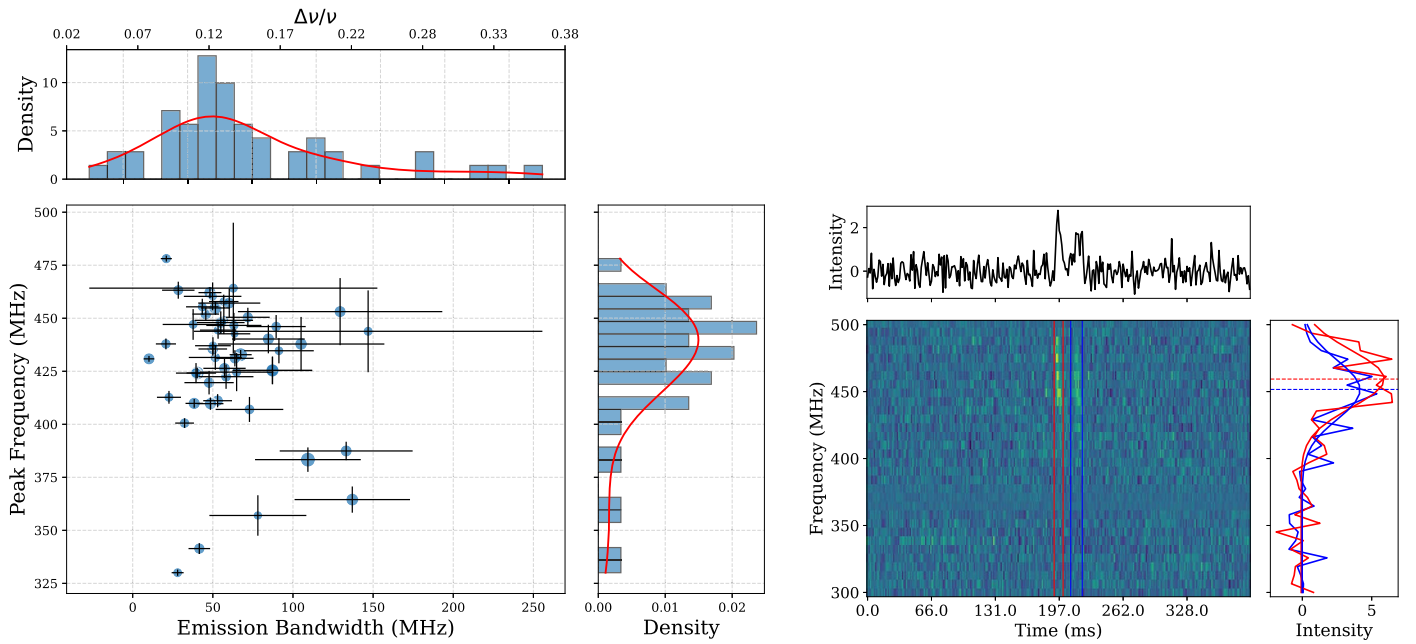 Δν/ν
0.02 0.07 0.12 0.17 0.23 0.28 0.33 0.38
Density
10
5
0
Peak Frequency (MHz)
500
475
450
425
400
375
350
325
0 50 100 150 200 250
Emission Bandwidth (MHz)
0.00 0.01 0.02
Density
Intensity
2
0
Frequency (MHz)
500
450
400
350
300
0.0 66.0 131.0 197.0 262.0 328.0
Time (ms)
0 5
Intensity